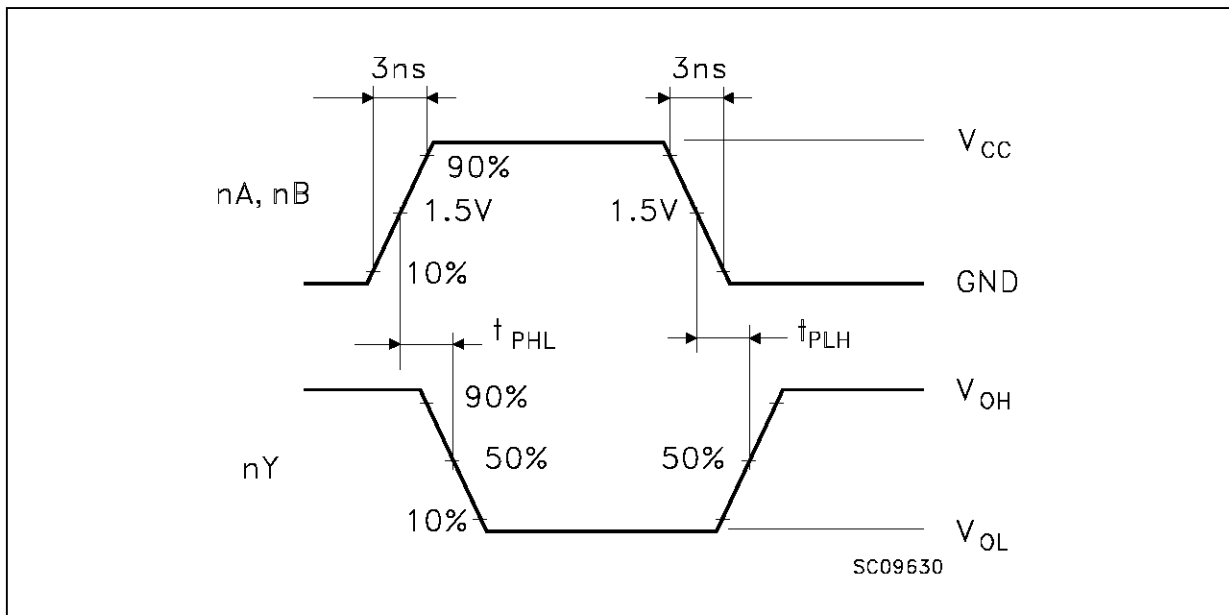 3ns 3ns
V_CC
90%
nA, nB
1.5V 1.5V
10%
GND
t_PHL t_PLH
V_OH
90%
50% 50%
nY
10%
V_OL
SC09630